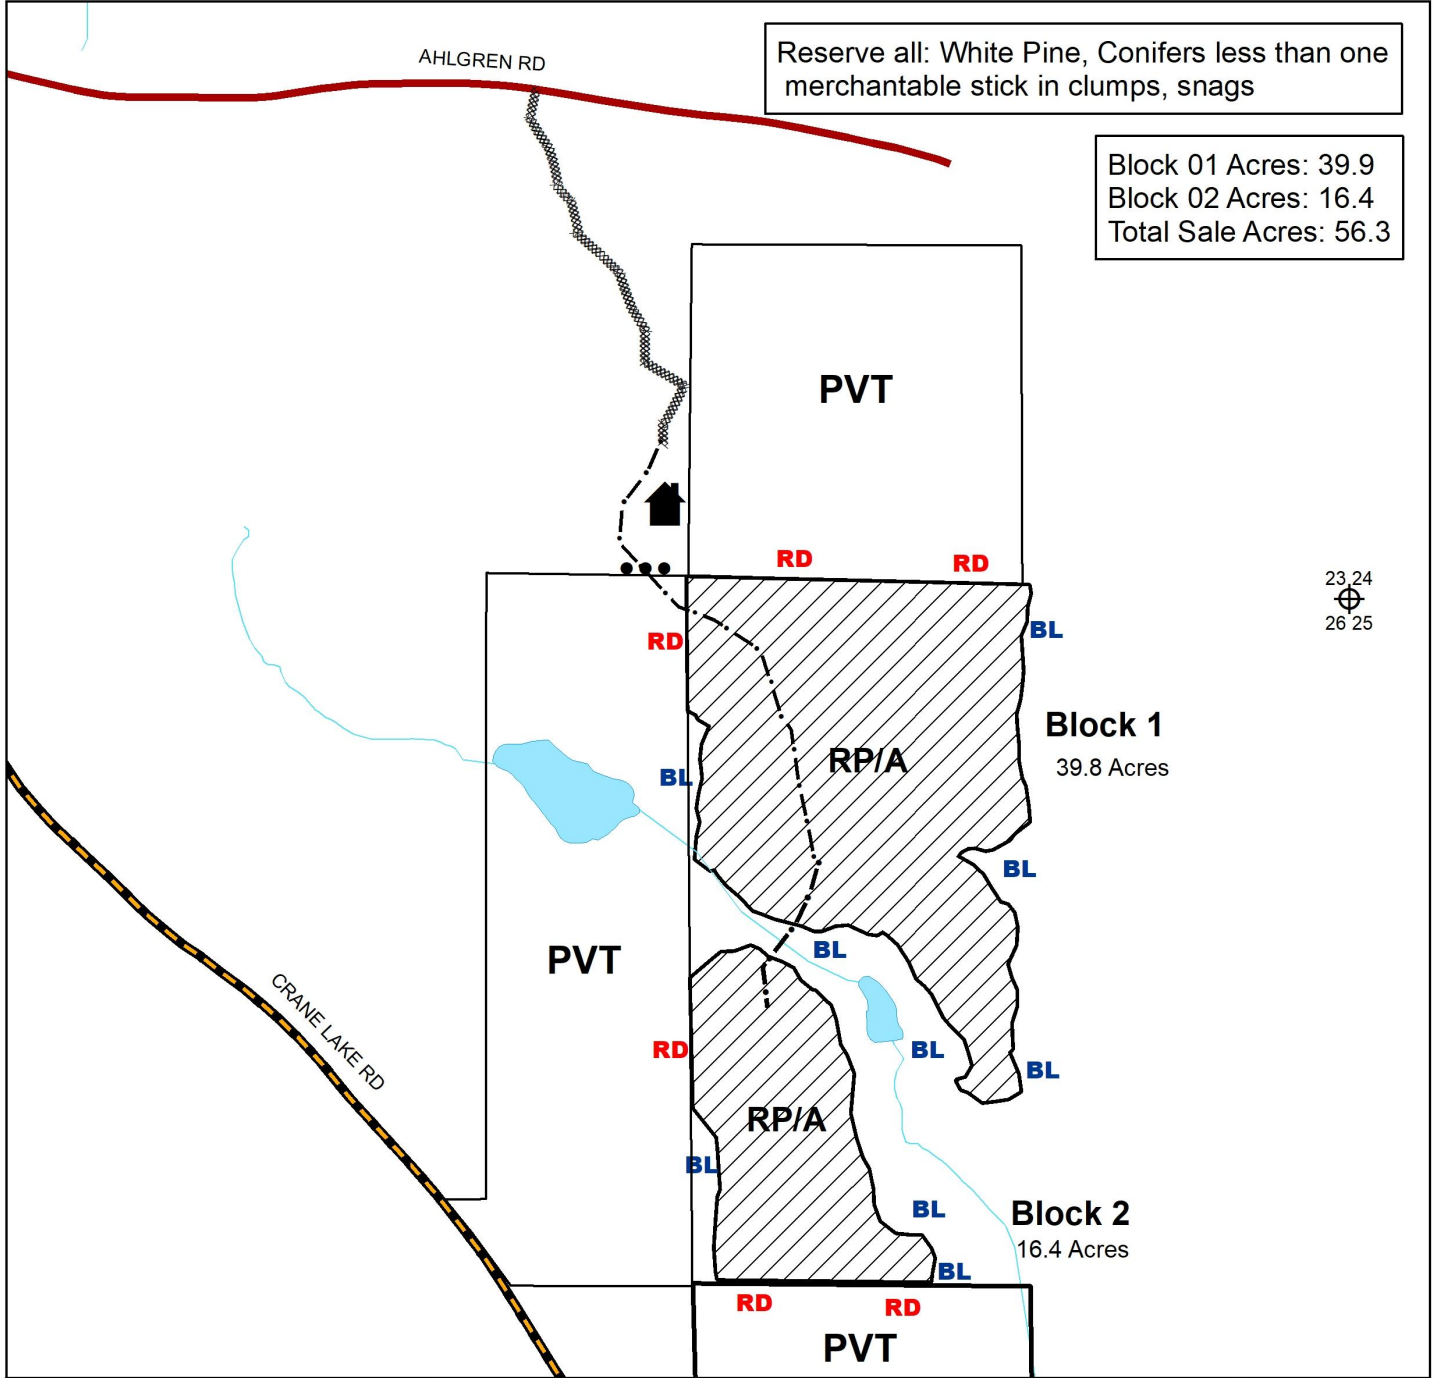 AHLGREN RD
Reserve all: White Pine, Conifers less than one
merchantable stick in clumps, snags
Block 01 Acres: 39.9
Block 02 Acres: 16.4
Total Sale Acres: 56.3
PVT
RD
RD
23 24
26 25
BL
RD
Block 1
39.8 Acres
RP/A
BL
BL
BL
PVT
CRANE LAKE RD
RD
BL
BL
RP/A
BL
BL
Block 2
16.4 Acres
BL
RD
RD
PVT